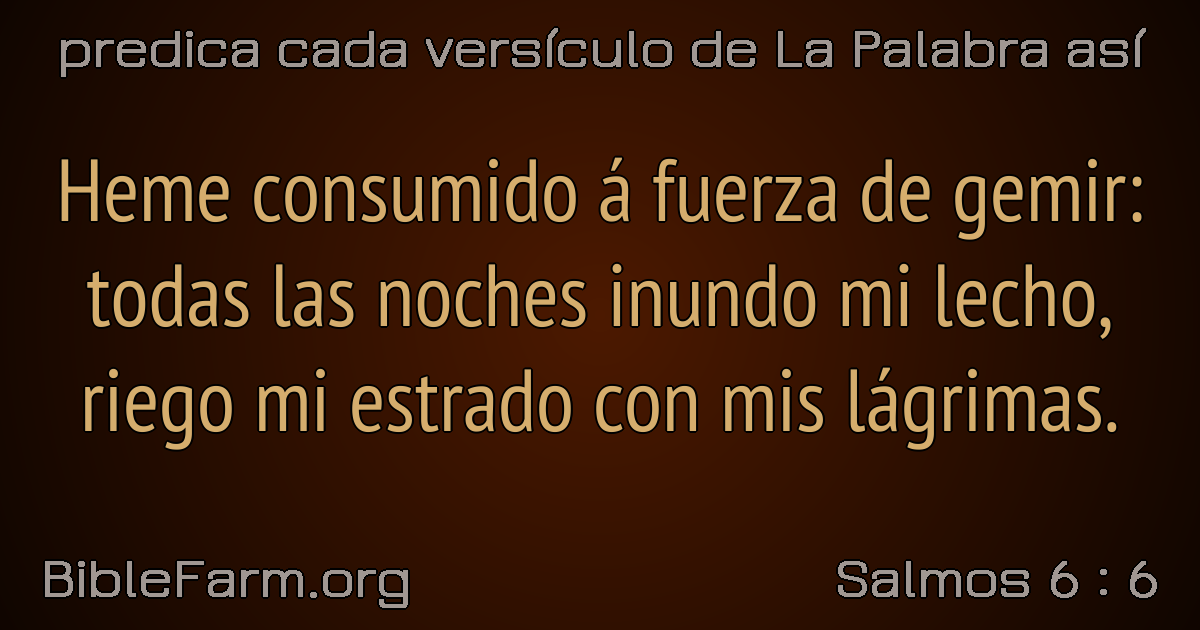 predica cada versículo de La Palabra así
Heme consumido á fuerza de gemir:
todas las noches inundo mi lecho,
riego mi estrado con mis lágrimas.
BibleFarm.org
Salmos 6 : 6